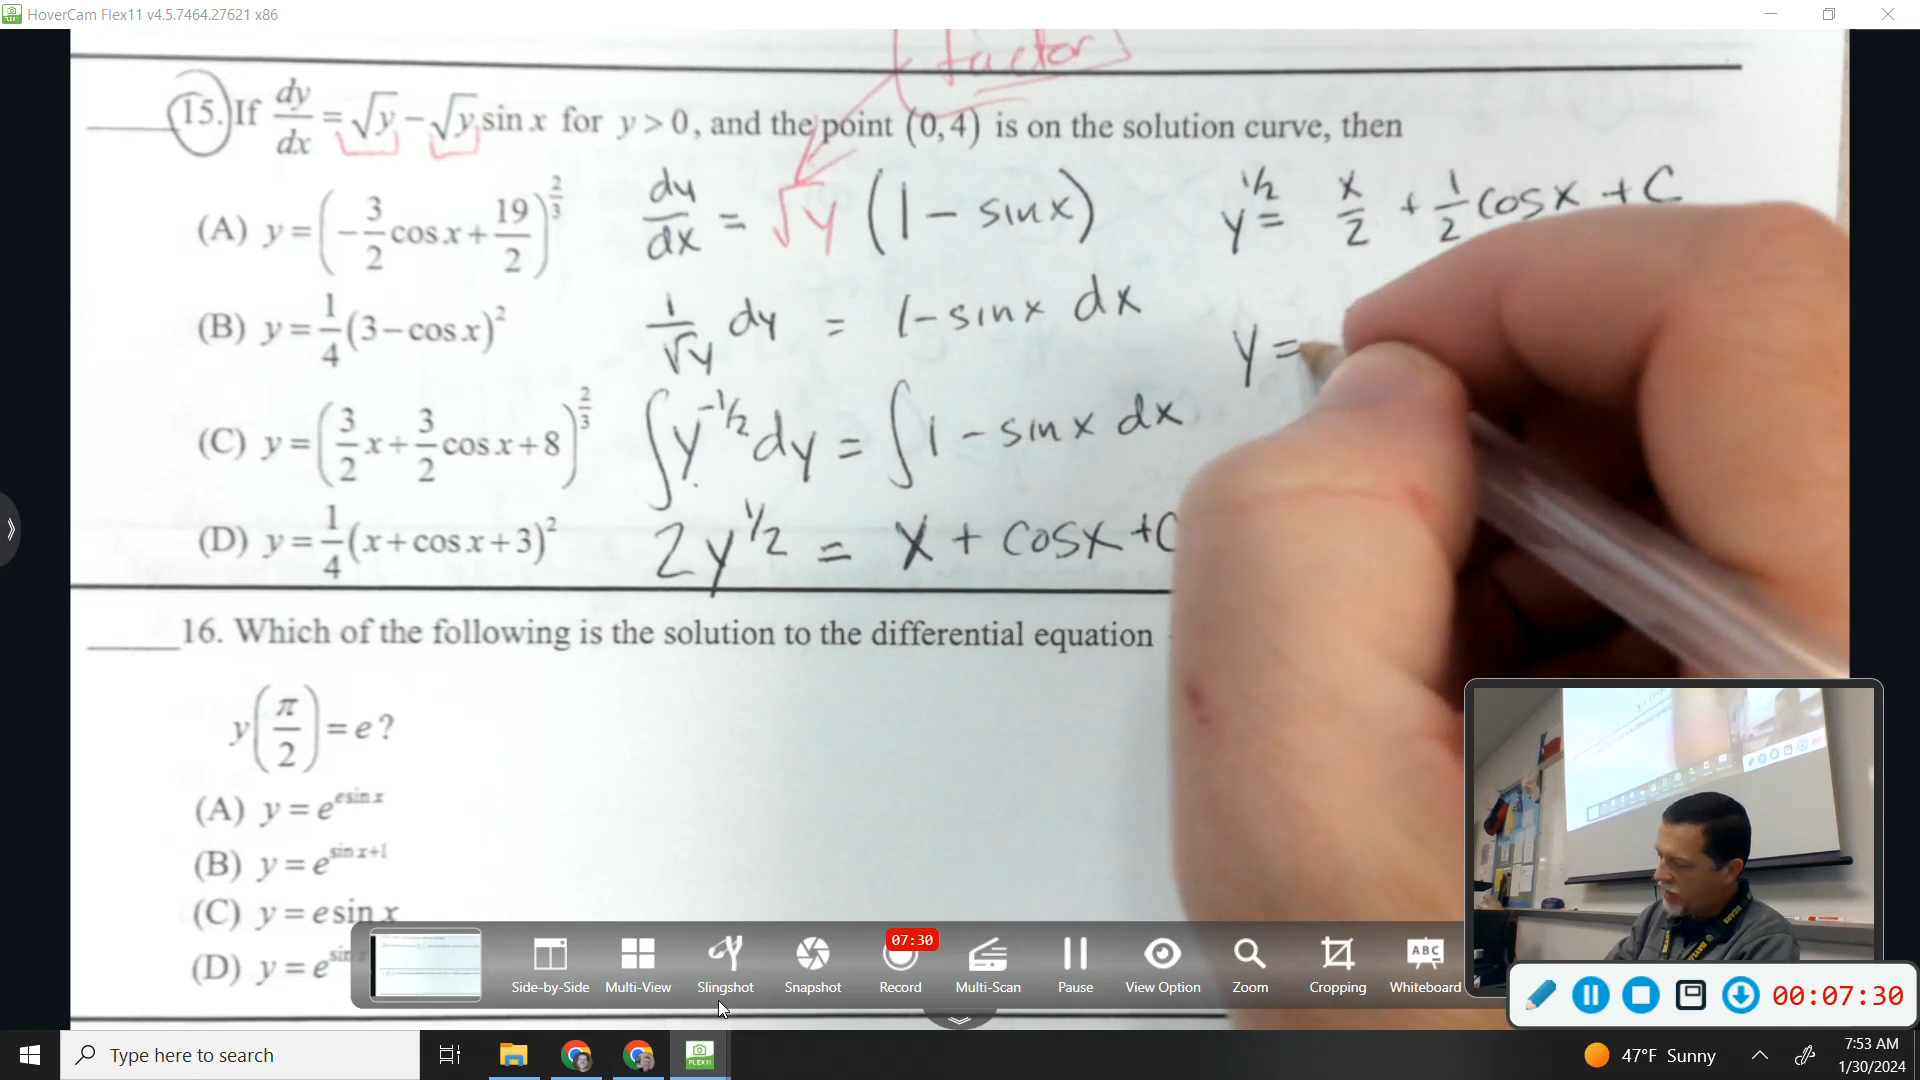 HoverCam Flex11 v4.5.7464.27621 x86
factor
15. If dy/dx = √y − √y sin x for y > 0, and the point (0, 4) is on the solution curve, then
(A) y = (−3/2 cos x + 19/2)^(2/3)
(B) y = 1/4 (3 − cos x)^2
(C) y = (3/2 x + 3/2 cos x + 8)^(2/3)
(D) y = 1/4 (x + cos x + 3)^2
dy/dx = √y (1 − sin x)
1/√y dy = 1 − sin x dx
∫ y^(−1/2) dy = ∫ 1 − sin x dx
2y^(1/2) = x + cos x + C
y^(1/2) = x/2 + 1/2 cos x + C
y =
16. Which of the following is the solution to the differential equation
y(π/2) = e?
(A) y = e^(e sin x)
(B) y = e^(sin x+1)
(C) y = e sin x
(D) y = e^(sin
07:30
Side-by-Side Multi-View Slingshot Snapshot Record Multi-Scan Pause View Option Zoom Cropping Whiteboard
ABC
00:07:30
Type here to search
FLEX11
47°F Sunny
7:53 AM
1/30/2024